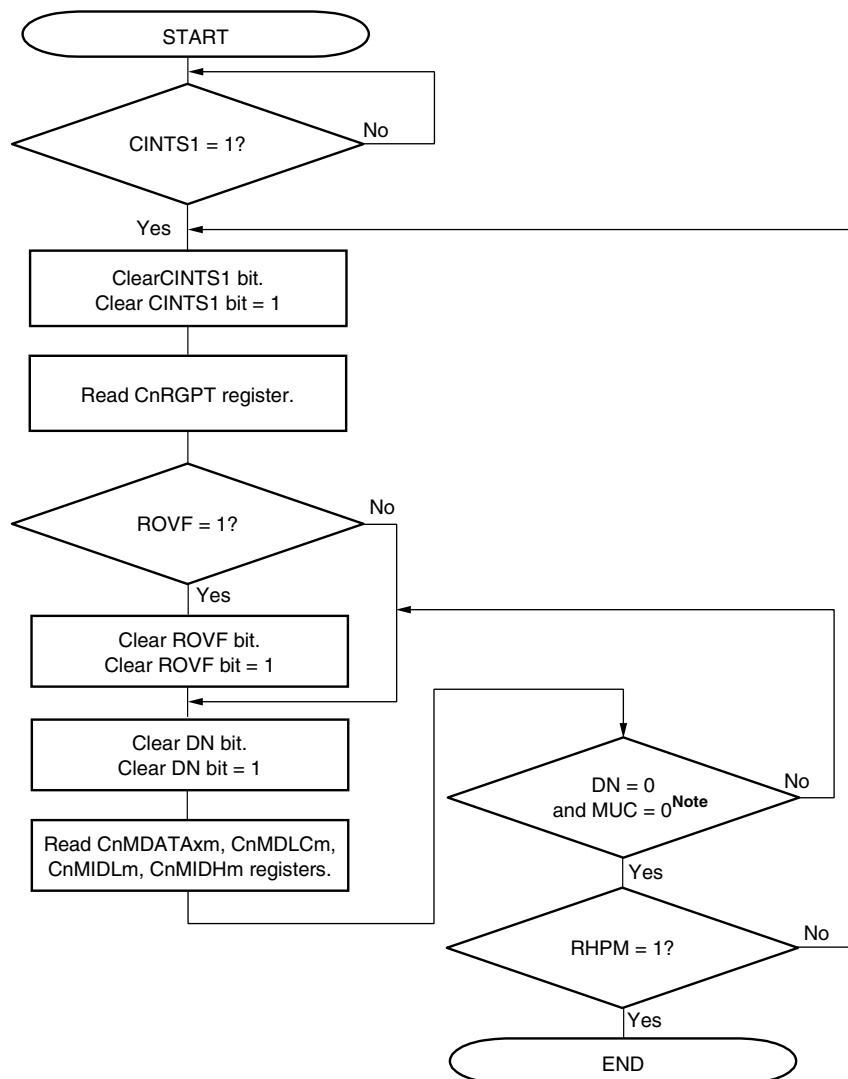 START
CINTS1 = 1?
No
Yes
ClearCINTS1 bit.
Clear CINTS1 bit = 1
Read CnRGPT register.
ROVF = 1?
No
Yes
Clear ROVF bit.
Clear ROVF bit = 1
Clear DN bit.
Clear DN bit = 1
Read CnMDATAxm, CnMDLCm,
CnMIDLm, CnMIDHm registers.
DN = 0
and MUC = 0Note
No
Yes
RHPM = 1?
No
Yes
END